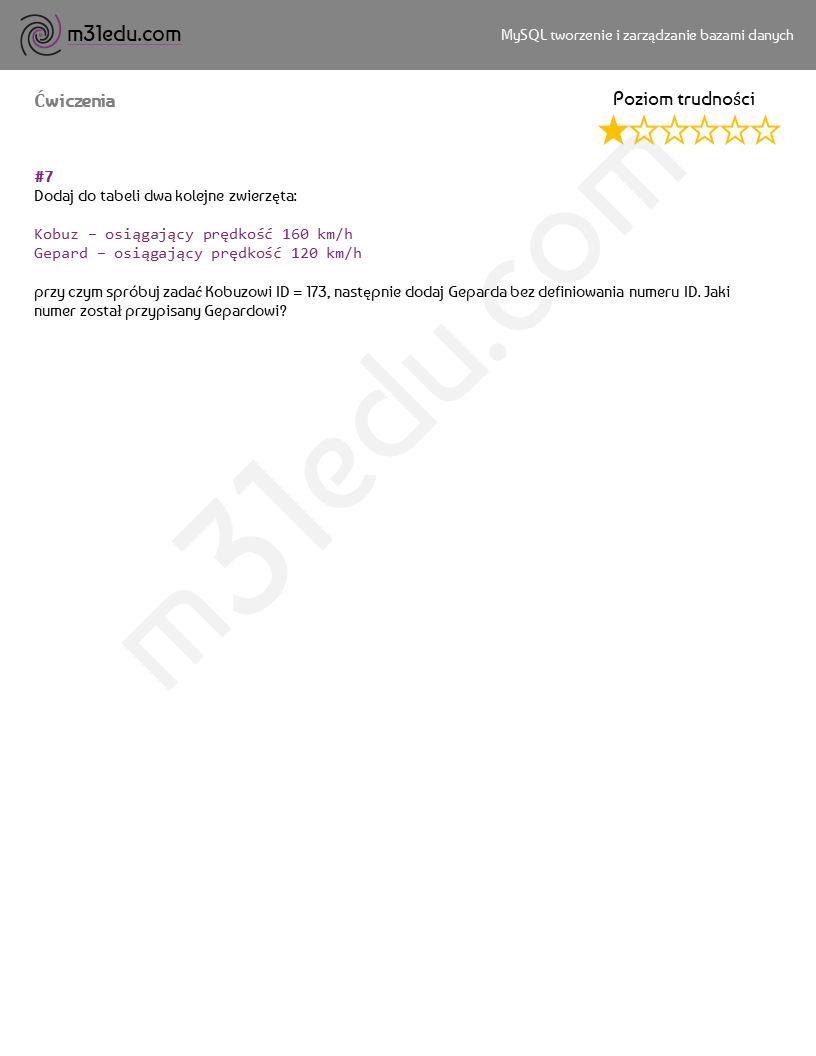 m31edu.com
MySQL tworzenie i zarządzanie bazami danych
Ćwiczenia
Poziom trudności
#7
Dodaj do tabeli dwa kolejne zwierzęta:
Kobuz – osiągający prędkość 160 km/h
Gepard – osiągający prędkość 120 km/h
przy czym spróbuj zadać Kobuzowi ID = 173, następnie dodaj Geparda bez definiowania numeru ID. Jaki
numer został przypisany Gepardowi?
m31edu.com